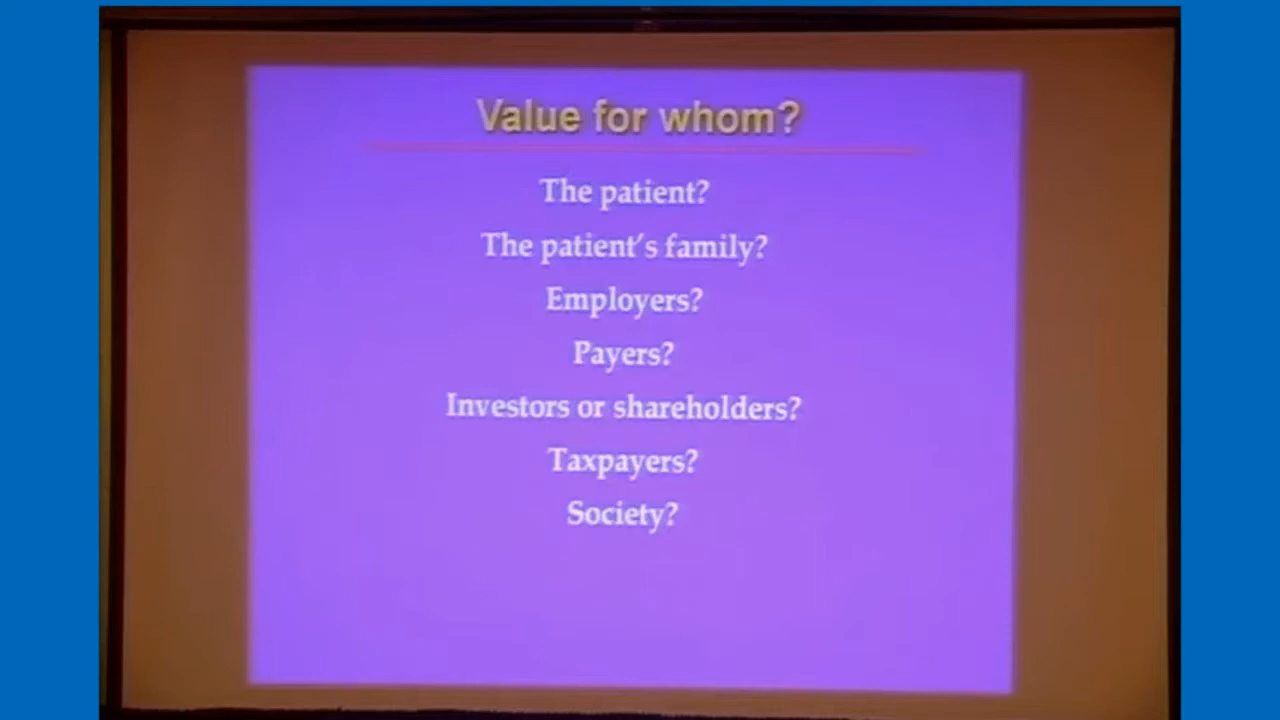 Value for whom?
The patient?
The patient's family?
Employers?
Payers?
Investors or shareholders?
Taxpayers?
Society?